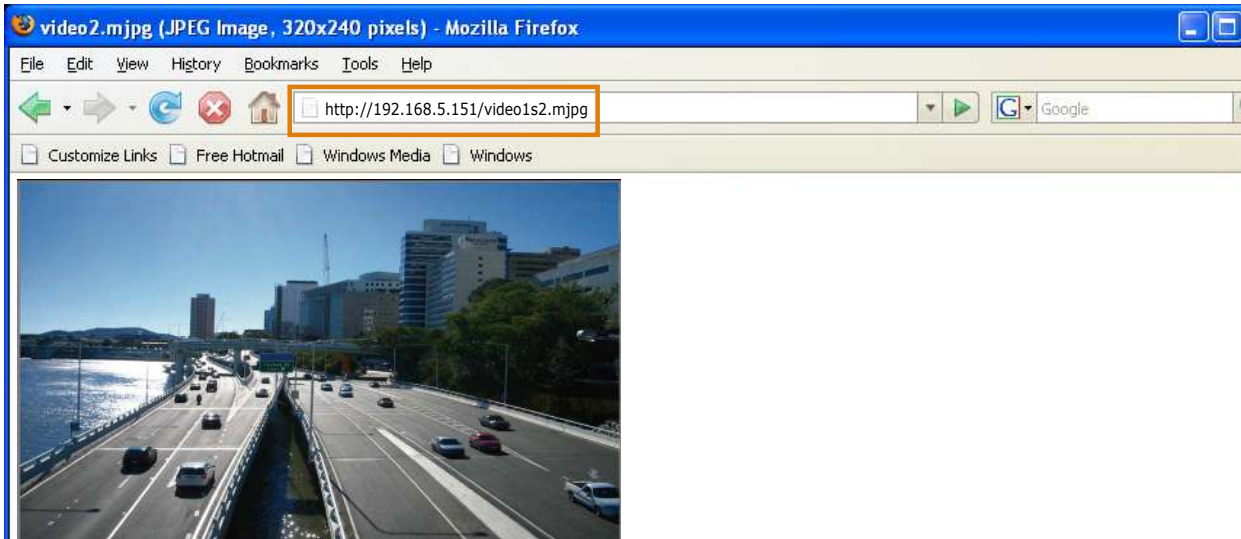 video2.mjpg (JPEG Image, 320x240 pixels) - Mozilla Firefox
File Edit View History Bookmarks Tools Help
http://192.168.5.151/video1s2.mjpg G Google
Customize Links Free Hotmail Windows Media Windows